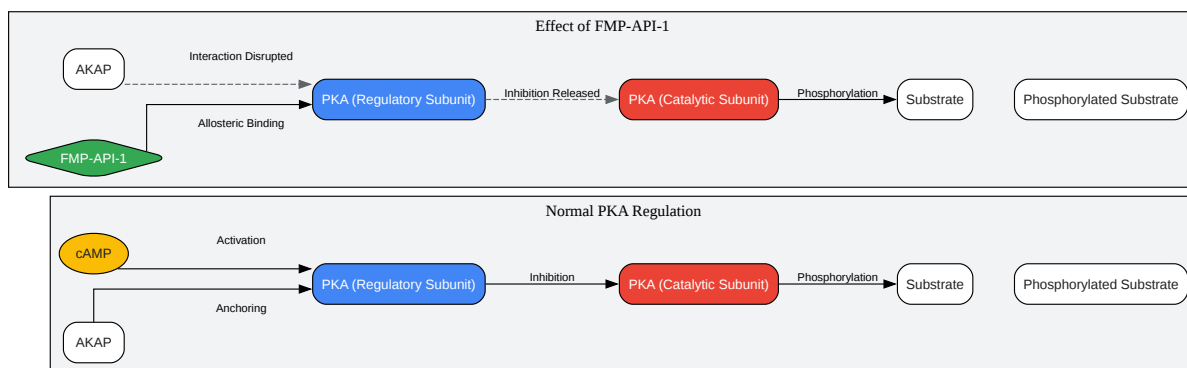 Effect of FMP-API-1
Interaction Disrupted
AKAP
PKA (Regulatory Subunit)
Inhibition Released
PKA (Catalytic Subunit)
Phosphorylation
Substrate
Phosphorylated Substrate
Allosteric Binding
FMP-API-1
Normal PKA Regulation
cAMP
Activation
PKA (Regulatory Subunit)
Inhibition
PKA (Catalytic Subunit)
Phosphorylation
Substrate
Phosphorylated Substrate
Anchoring
AKAP